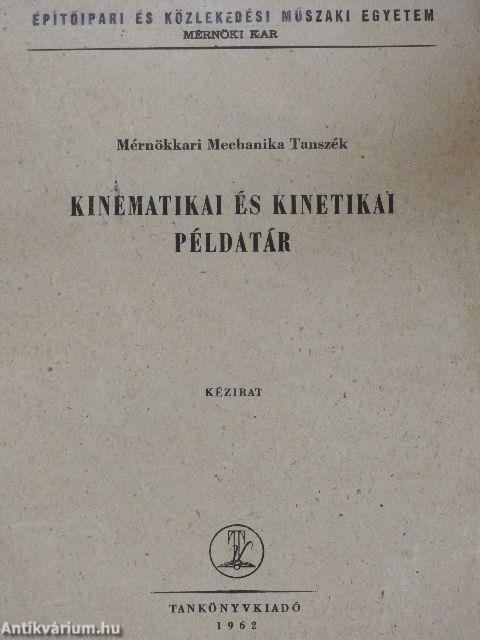 ÉPÍTŐIPARI ÉS KÖZLEKEDÉSI MŰSZAKI EGYETEM
MÉRNÖKI KAR
Mérnökkari Mechanika Tanszék
KINEMATIKAI ÉS KINETIKAI
PÉLDATÁR
KÉZIRAT
TANKÖNYVKIADÓ
1962
Antikvárium.hu